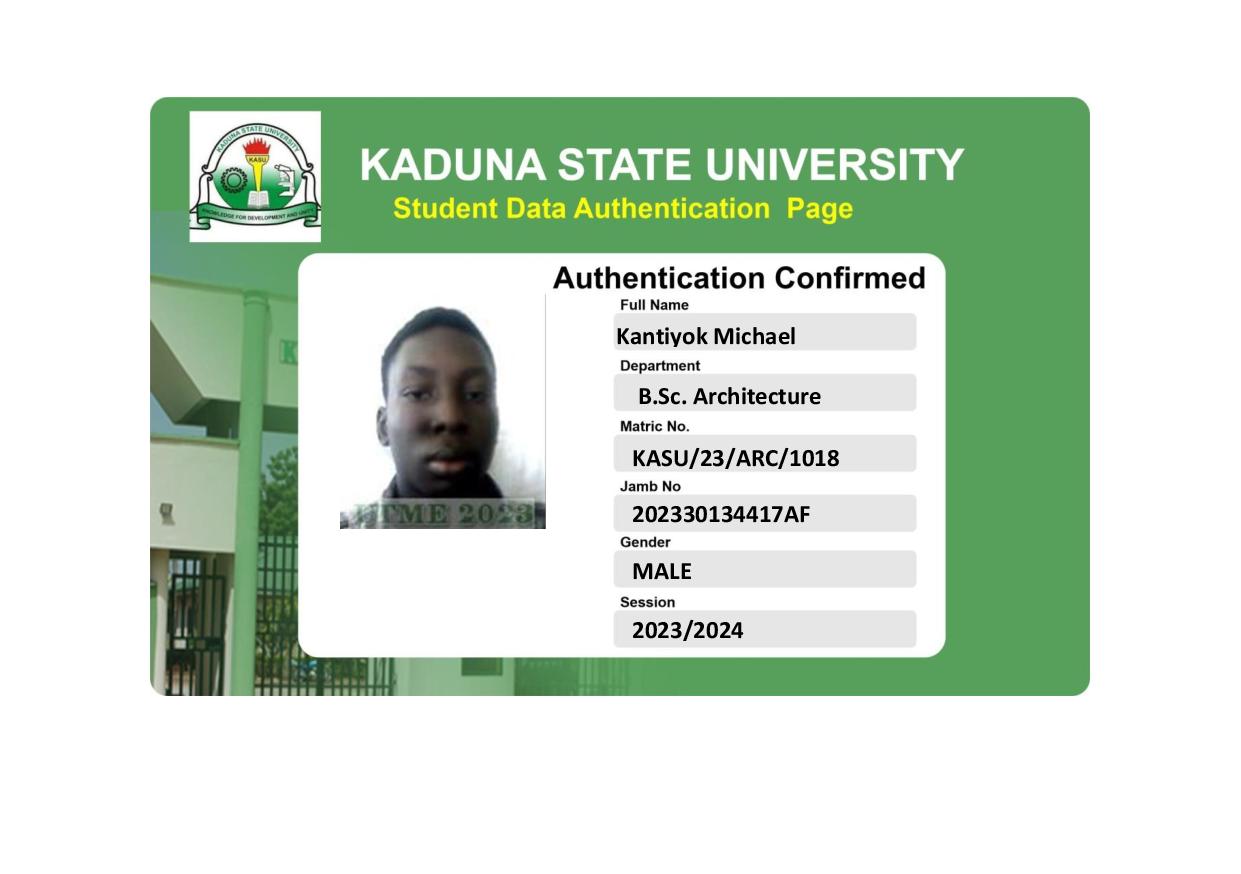 KADUNA STATE UNIVERSITY
KASU
KNOWLEDGE FOR DEVELOPMENT AND UNITY
KADUNA STATE UNIVERSITY
Student Data Authentication Page
Authentication Confirmed
Full Name
Kantiyok Michael
Department
B.Sc. Architecture
Matric No.
KASU/23/ARC/1018
Jamb No
202330134417AF
Gender
MALE
Session
2023/2024
UTME 2023
K